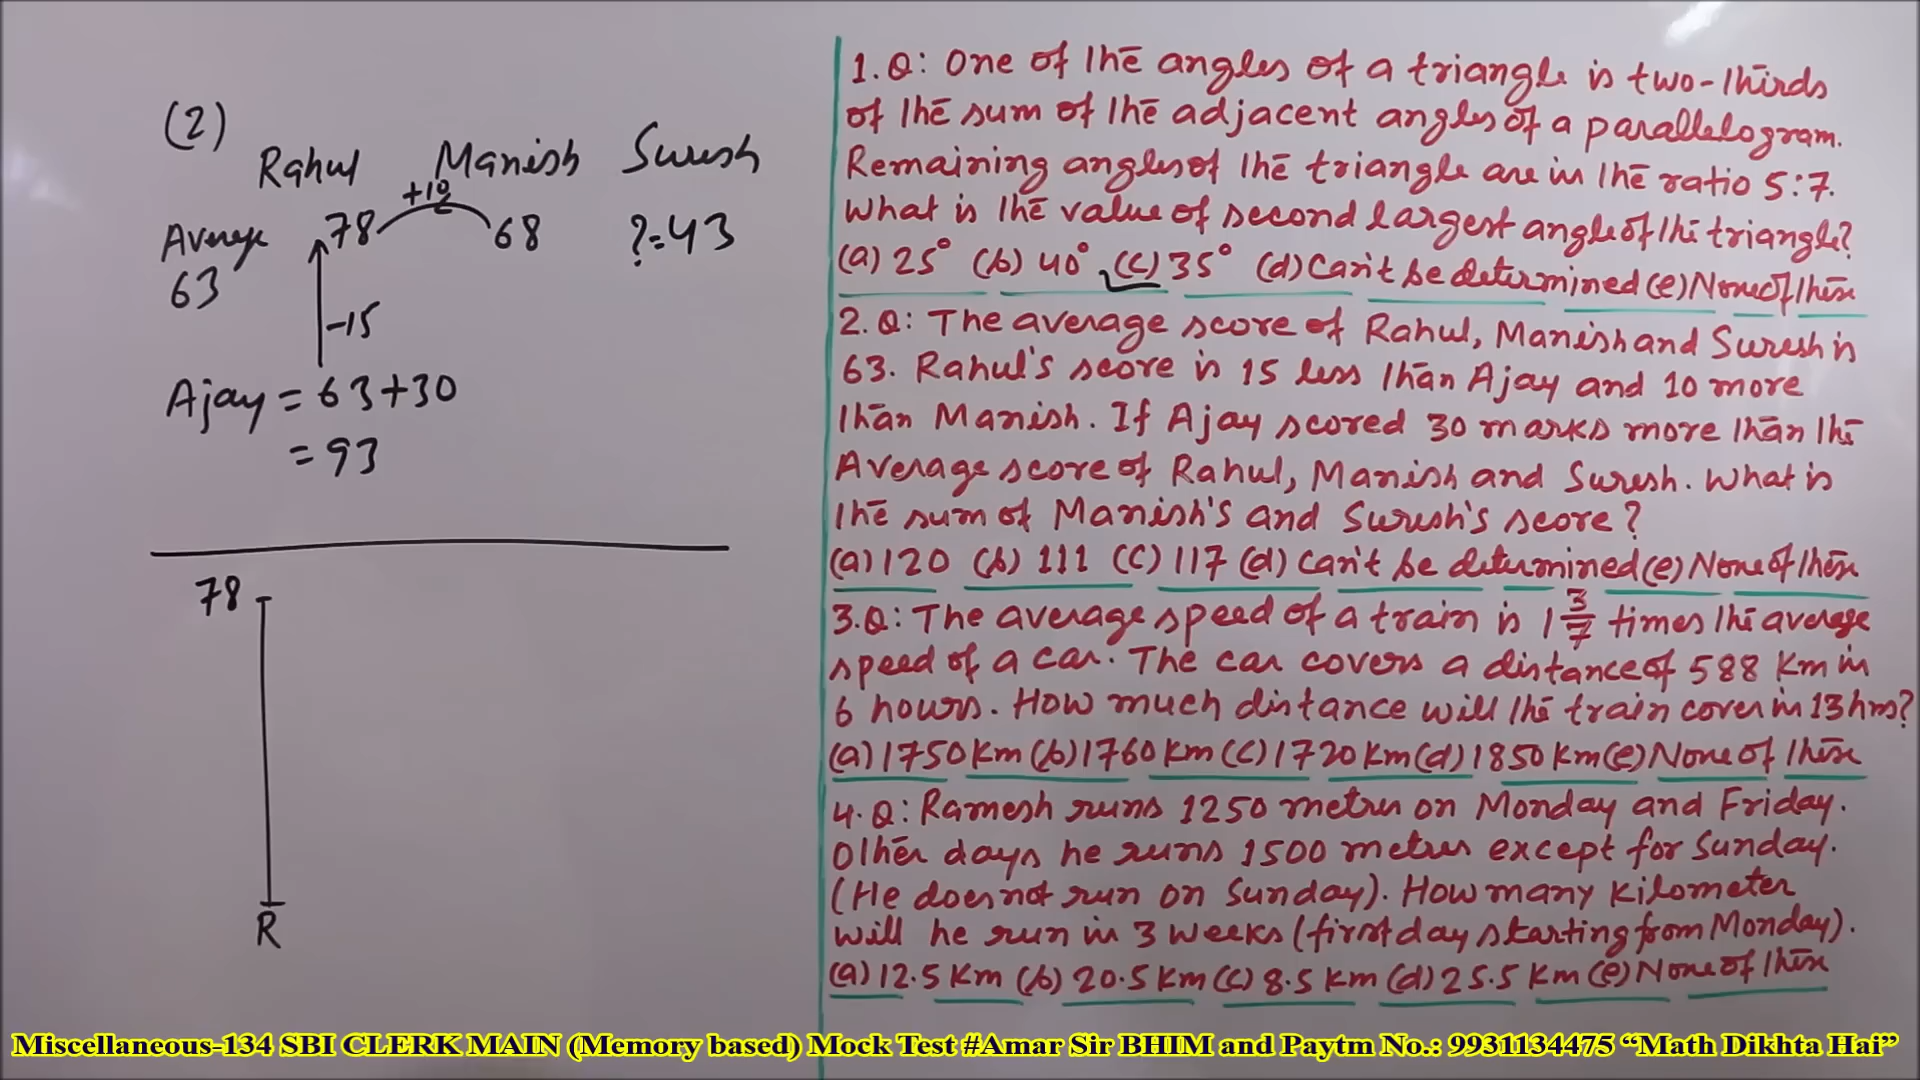 (2)
Rahul Manish Suresh
+10
Average 78 68 ?=43
63
-15
Ajay = 63+30
= 93
78
R
1.Q: One of the angles of a triangle is two-thirds
of the sum of the adjacent angles of a parallelogram.
Remaining angles of the triangle are in the ratio 5:7.
What is the value of second largest angle of the triangle?
(a) 25° (b) 40° (c) 35° (d) Can't be determined (e) None of these
2.Q: The average score of Rahul, Manish and Suresh is
63. Rahul's score is 15 less than Ajay and 10 more
than Manish. If Ajay scored 30 marks more than the
Average score of Rahul, Manish and Suresh. What is
the sum of Manish's and Suresh's score?
(a) 120 (b) 111 (c) 117 (d) can't be determined (e) None of these
3.Q: The average speed of a train is 1 3/7 times the average
speed of a car. The car covers a distance of 588 Km in
6 hours. How much distance will the train cover in 13 hrs?
(a) 1750 Km (b) 1760 Km (c) 1720 Km (d) 1850 Km (e) None of these
4.Q: Ramesh runs 1250 metres on Monday and Friday.
Other days he runs 1500 metres except for Sunday.
(He does not run on Sunday). How many kilometer
will he run in 3 weeks (first day starting from Monday).
(a) 12.5 Km (b) 20.5 Km (c) 8.5 Km (d) 25.5 Km (e) None of these
Miscellaneous-134 SBI CLERK MAIN (Memory based) Mock Test #Amar Sir BHIM and Paytm No.: 9931134475 “Math Dikhta Hai”